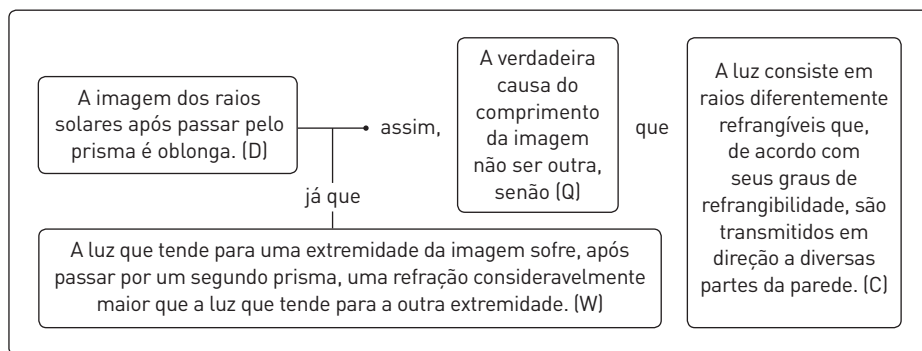 A imagem dos raios
solares após passar pelo
prisma é oblonga. (D)
assim,
A verdadeira
causa do
comprimento
da imagem
não ser outra,
senão (Q)
que
A luz consiste em
raios diferentemente
refrangíveis que,
de acordo com
seus graus de
refrangibilidade, são
transmitidos em
direção a diversas
partes da parede. (C)
já que
A luz que tende para uma extremidade da imagem sofre, após
passar por um segundo prisma, uma refração consideravelmente
maior que a luz que tende para a outra extremidade. (W)